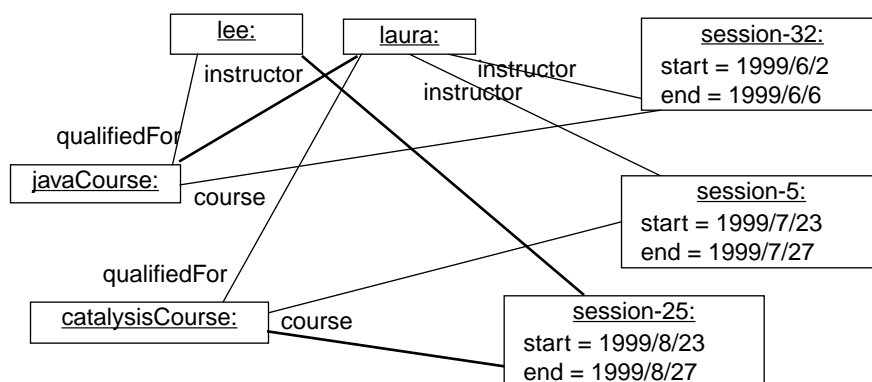 lee:
laura:
session-32:
start = 1999/6/2
end = 1999/6/6
instructor
instructor
instructor
qualifiedFor
javaCourse:
course
session-5:
start = 1999/7/23
end = 1999/7/27
qualifiedFor
catalysisCourse:
course
session-25:
start = 1999/8/23
end = 1999/8/27